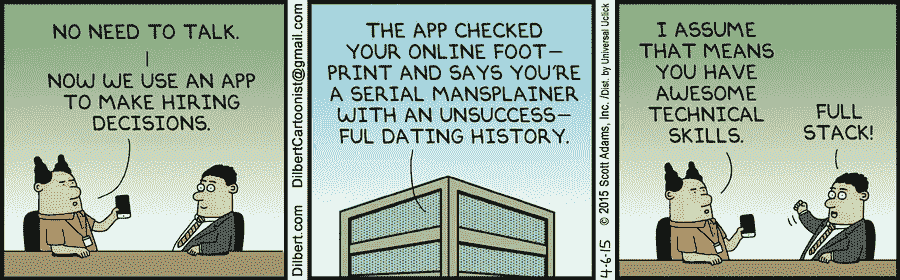 NO NEED TO TALK.
NOW WE USE AN APP
TO MAKE HIRING
DECISIONS.
Dilbert.com DilbertCartoonist@gmail.com
THE APP CHECKED
YOUR ONLINE FOOT-
PRINT AND SAYS YOU'RE
A SERIAL MANSPLAINER
WITH AN UNSUCCESS-
FUL DATING HISTORY.
4-6-15 © 2015 Scott Adams, Inc. /Dist. by Universal Uclick
I ASSUME
THAT MEANS
YOU HAVE
AWESOME
TECHNICAL
SKILLS.
FULL
STACK!